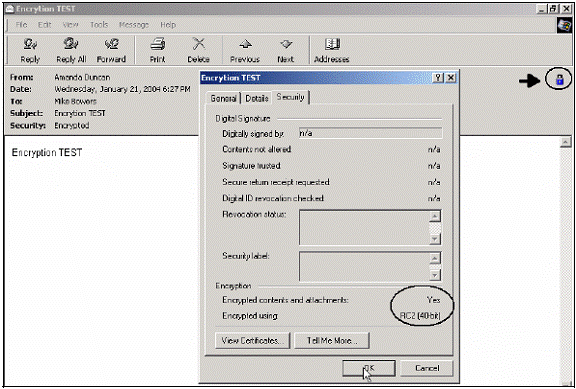 Encryption TEST
File Edit View Tools Message Help
Reply Reply All Forward Print Delete Previous Next Addresses
From: Amanda Duncan
Date: Wednesday, January 21, 2004 6:27 PM
To: Mike Bowers
Subject: Encryption TEST
Security: Encrypted
Encryption TEST
Encryption TEST
General Details Security
Digital Signature
Digitally signed by: n/a
Contents not altered: n/a
Signature trusted: n/a
Secure return receipt requested: n/a
Digital ID revocation checked: n/a
Revocation status:
Security label:
Encryption
Encrypted contents and attachments: Yes
Encrypted using: RC2 (40-bit)
View Certificates... Tell Me More...
OK Cancel